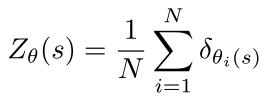 Z_θ(s) = \frac{1}{N} \sum_{i=1}^{N} δ_{θ_i(s)}